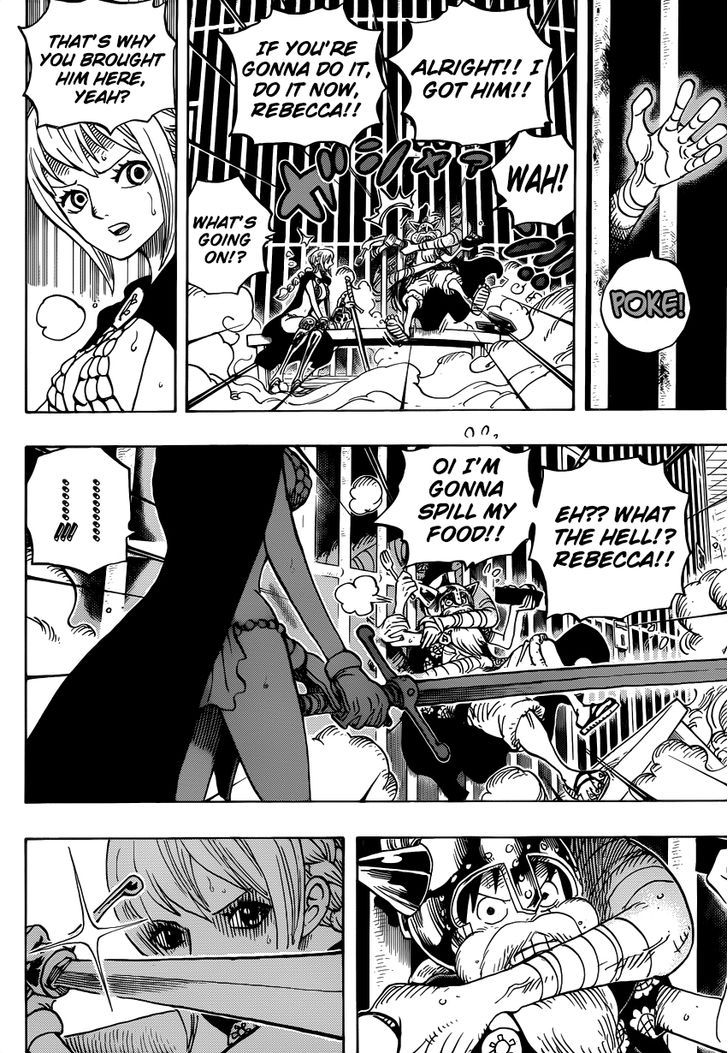 POKE!
ALRIGHT!! I
GOT HIM!!
WAH!
IF YOU'RE
GONNA DO IT,
DO IT NOW,
REBECCA!!
WHAT'S
GOING
ON!?
THAT'S WHY
YOU BROUGHT
HIM HERE,
YEAH?
EH?? WHAT
THE HELL!?
REBECCA!!
OI I'M
GONNA
SPILL MY
FOOD!!